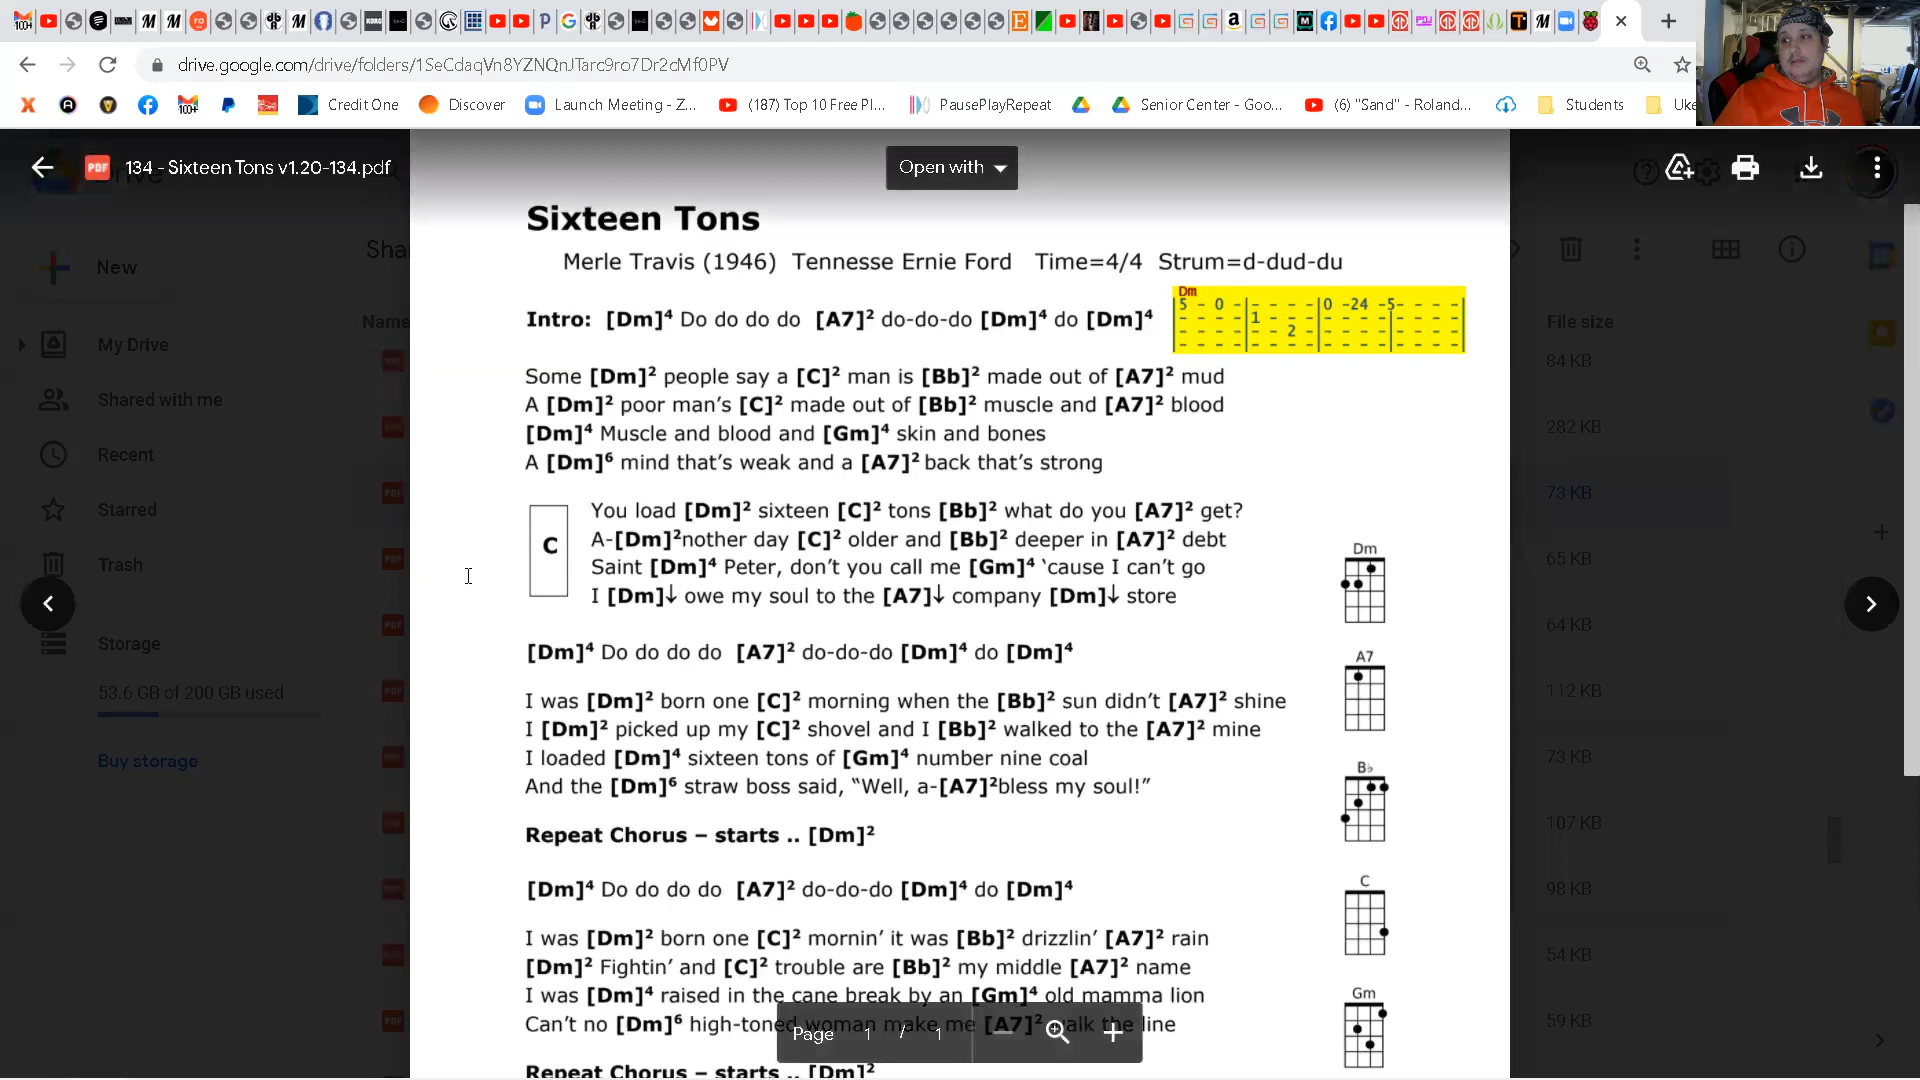 drive.google.com/drive/folders/1SeCdaqVn8YZNQnJTarc9ro7Dr2cMf0PV
Credit One
Discover
Launch Meeting - Z...
(187) Top 10 Free Pl...
PausePlayRepeat
Senior Center - Goo...
(6) "Sand" - Roland...
Students
Uke
PDF 134 - Sixteen Tons v1.20-134.pdf
Open with
New
My Drive
Shared with me
Recent
Starred
Trash
Storage
53.6 GB of 200 GB used
Buy storage
Shar
Name
Sixteen Tons
Merle Travis (1946) Tennesse Ernie Ford Time=4/4 Strum=d-dud-du
Intro: [Dm]⁴ Do do do do [A7]² do-do-do [Dm]⁴ do [Dm]⁴
Dm
|5 - 0 -|- - - -|0 -24 -5- - - -|
|- - - -|1 - - -|- - - -|- - - -|
|- - - -|- - 2 -|- - - -|- - - -|
|- - - -|- - - -|- - - -|- - - -|
Some [Dm]² people say a [C]² man is [Bb]² made out of [A7]² mud
A [Dm]² poor man’s [C]² made out of [Bb]² muscle and [A7]² blood
[Dm]⁴ Muscle and blood and [Gm]⁴ skin and bones
A [Dm]⁶ mind that’s weak and a [A7]² back that’s strong
C
You load [Dm]² sixteen [C]² tons [Bb]² what do you [A7]² get?
A-[Dm]²nother day [C]² older and [Bb]² deeper in [A7]² debt
Saint [Dm]⁴ Peter, don’t you call me [Gm]⁴ ‘cause I can’t go
I [Dm]↓ owe my soul to the [A7]↓ company [Dm]↓ store
[Dm]⁴ Do do do do [A7]² do-do-do [Dm]⁴ do [Dm]⁴
I was [Dm]² born one [C]² morning when the [Bb]² sun didn’t [A7]² shine
I [Dm]² picked up my [C]² shovel and I [Bb]² walked to the [A7]² mine
I loaded [Dm]⁴ sixteen tons of [Gm]⁴ number nine coal
And the [Dm]⁶ straw boss said, “Well, a-[A7]²bless my soul!”
Repeat Chorus – starts .. [Dm]²
[Dm]⁴ Do do do do [A7]² do-do-do [Dm]⁴ do [Dm]⁴
I was [Dm]² born one [C]² mornin’ it was [Bb]² drizzlin’ [A7]² rain
[Dm]² Fightin’ and [C]² trouble are [Bb]² my middle [A7]² name
I was [Dm]⁴ raised in the cane break by an [Gm]⁴ old mamma lion
Can’t no [Dm]⁶ high-toned woman make me [A7]² walk the line
Repeat Chorus – starts .. [Dm]²
Page 1 / 1
Dm
A7
B♭
C
Gm
File size
84 KB
282 KB
73 KB
65 KB
64 KB
112 KB
73 KB
107 KB
98 KB
54 KB
59 KB